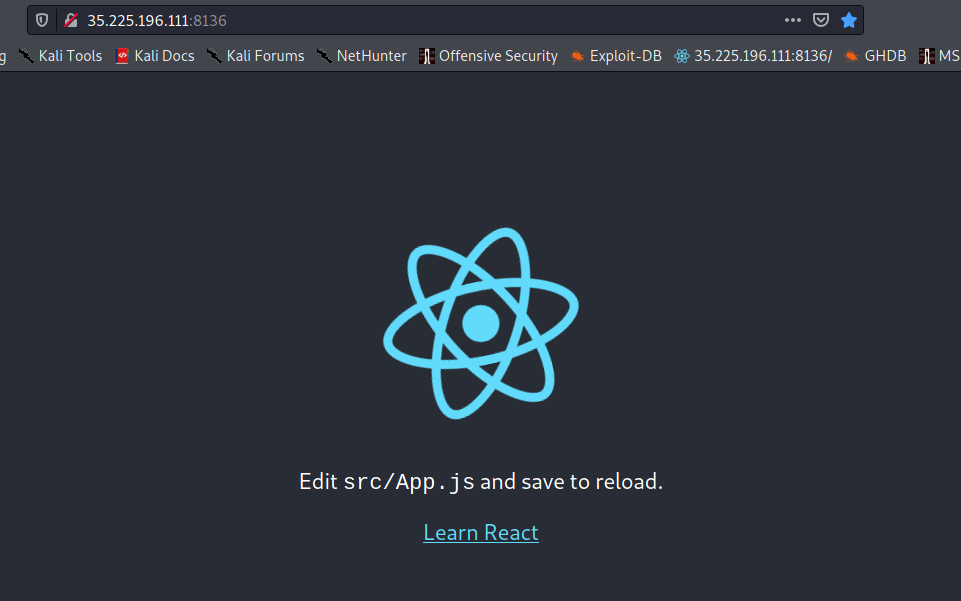 35.225.196.111:8136
g Kali Tools Kali Docs Kali Forums NetHunter Offensive Security Exploit-DB 35.225.196.111:8136/ GHDB MS
Edit src/App.js and save to reload.
Learn React